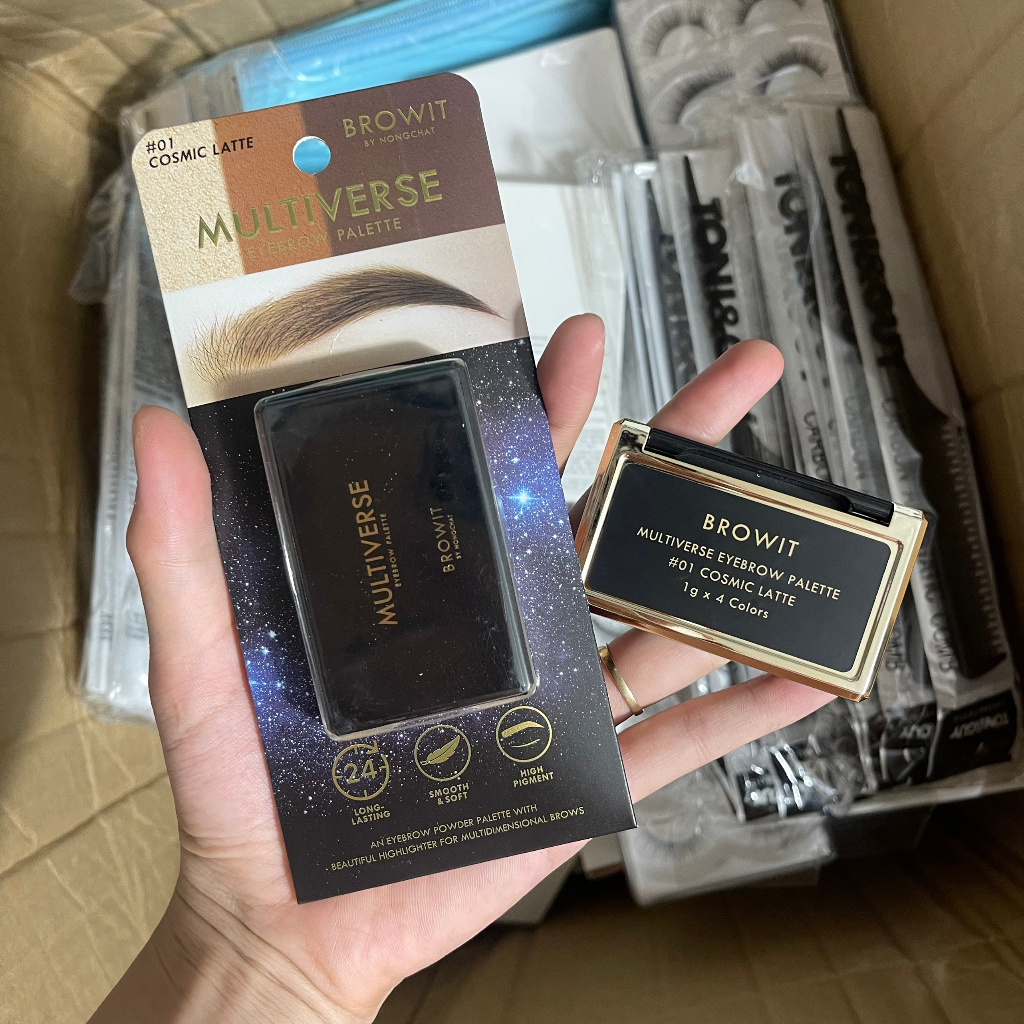 #01
COSMIC LATTE
BROWIT
BY NONGCHAT
MULTIVERSE
EYEBROW PALETTE
MULTIVERSE
EYEBROW PALETTE
BROWIT
BY NONGCHAT
24
LONG-
LASTING
SMOOTH
& SOFT
HIGH
PIGMENT
AN EYEBROW POWDER PALETTE WITH
BEAUTIFUL HIGHLIGHTER FOR MULTIDIMENSIONAL BROWS
BROWIT
MULTIVERSE EYEBROW PALETTE
#01 COSMIC LATTE
1g x 4 Colors
TONI&GUY
TONI&GUY